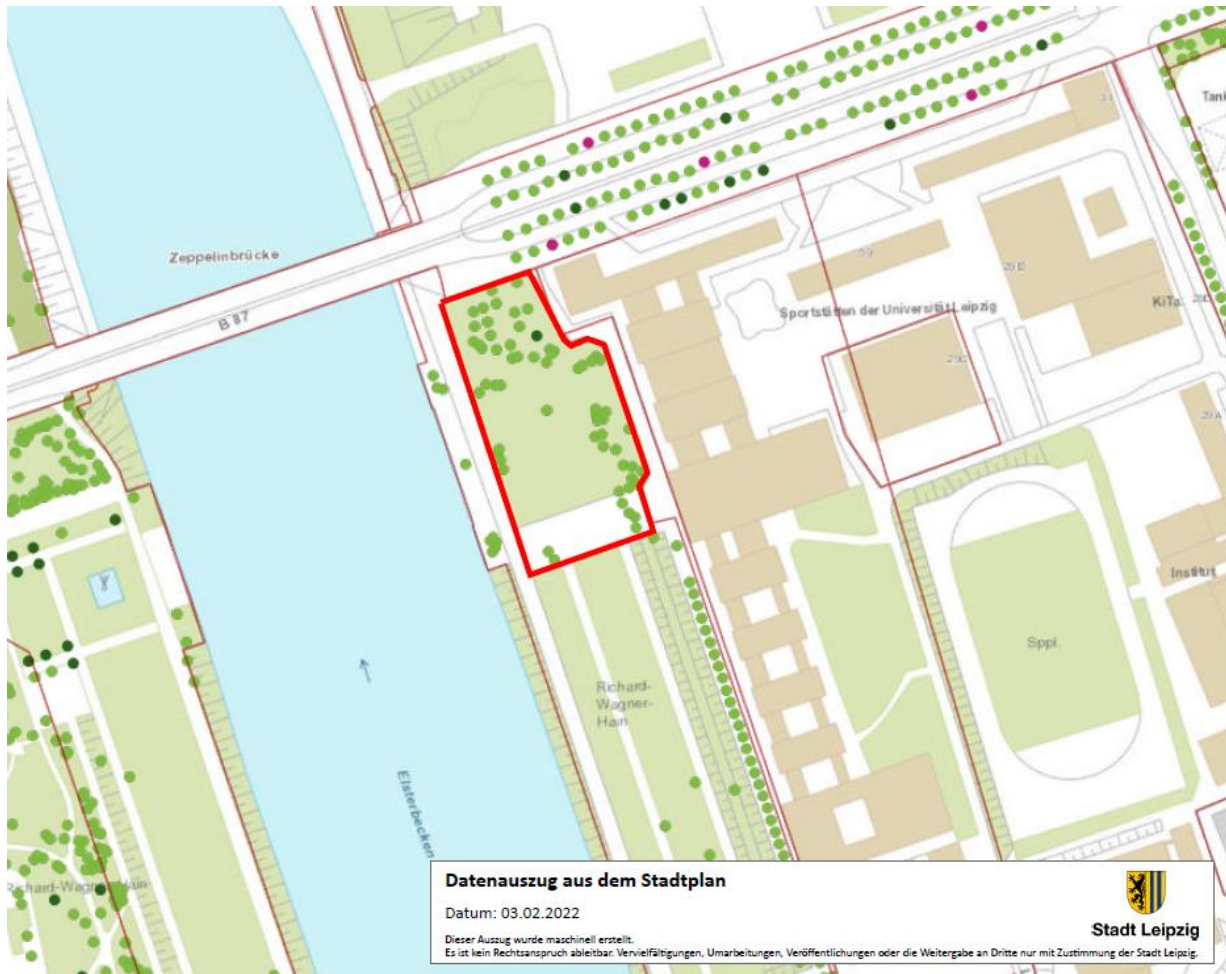 Tank
Zeppelinbrücke
B 87
Sportstätten der Universität Leipzig
KiTa
Institut
Sppl.
Richard-
Wagner-
Hain
Elsterbecken
Richard-Wagner-Hain
Datenauszug aus dem Stadtplan
Datum: 03.02.2022
Dieser Auszug wurde maschinell erstellt.
Es ist kein Rechtsanspruch ableitbar. Vervielfältigungen, Umarbeitungen, Veröffentlichungen oder die Weitergabe an Dritte nur mit Zustimmung der Stadt Leipzig.
Stadt Leipzig